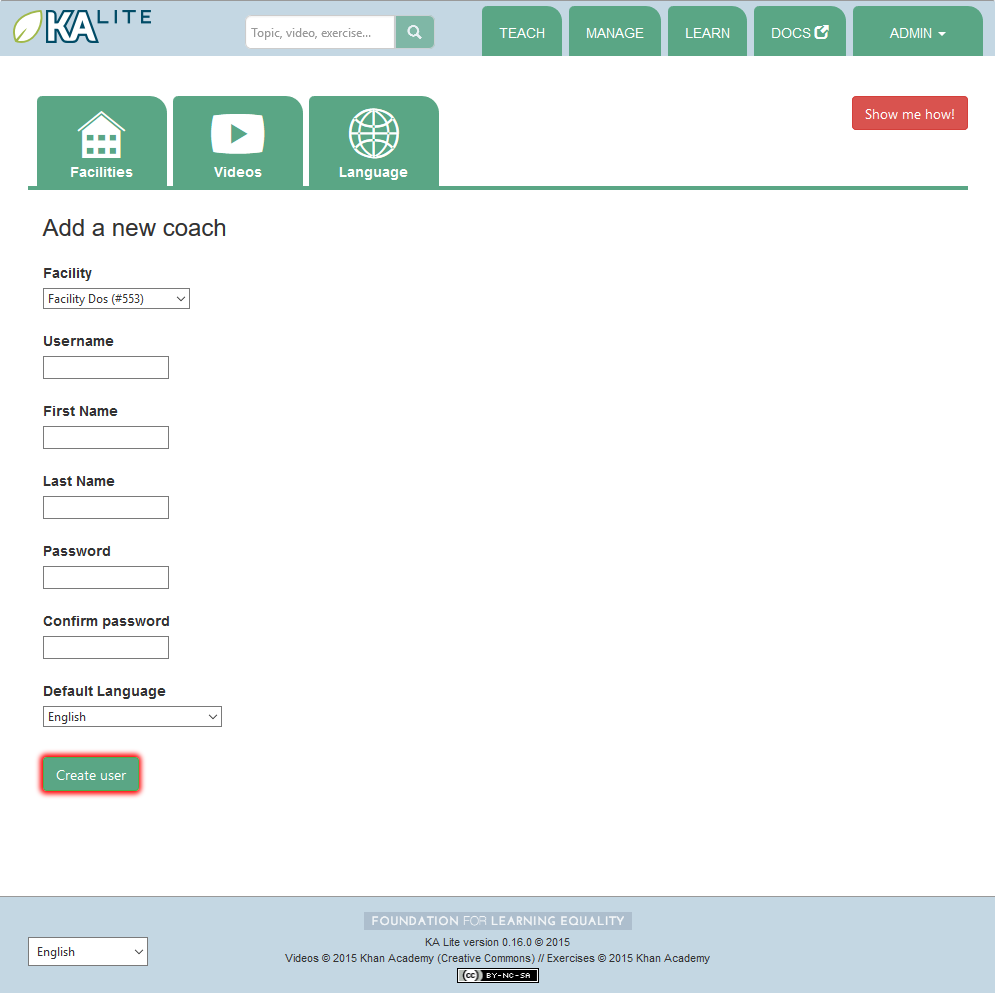 KA LITE
Topic, video, exercise...
TEACH
MANAGE
LEARN
DOCS
ADMIN
Facilities
Videos
Language
Show me how!
Add a new coach
Facility
Facility Dos (#553)
Username
First Name
Last Name
Password
Confirm password
Default Language
English
Create user
FOUNDATION FOR LEARNING EQUALITY
KA Lite version 0.16.0 © 2015
English
Videos © 2015 Khan Academy (Creative Commons) // Exercises © 2015 Khan Academy
cc BY-NC-SA